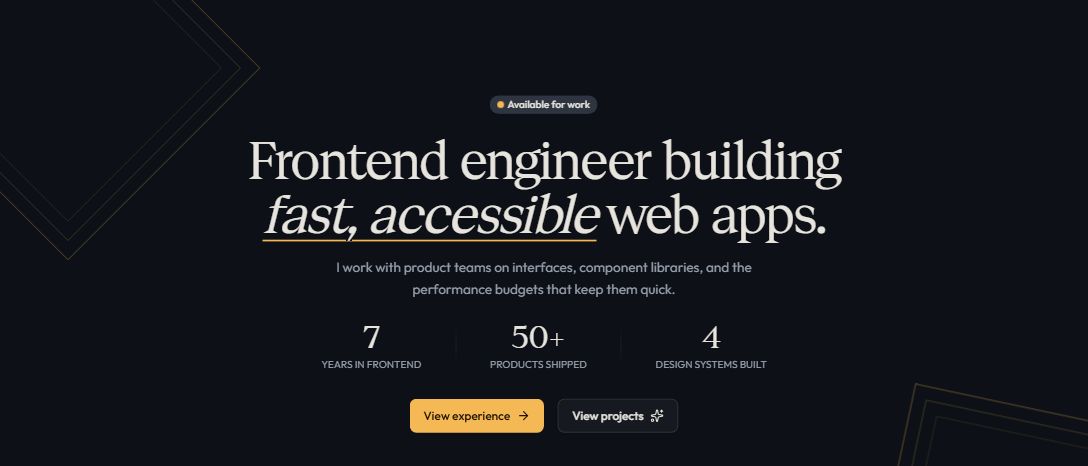 Available for work
Frontend engineer building
fast, accessible web apps.
I work with product teams on interfaces, component libraries, and the
performance budgets that keep them quick.
7
YEARS IN FRONTEND
50+
PRODUCTS SHIPPED
4
DESIGN SYSTEMS BUILT
View experience
View projects